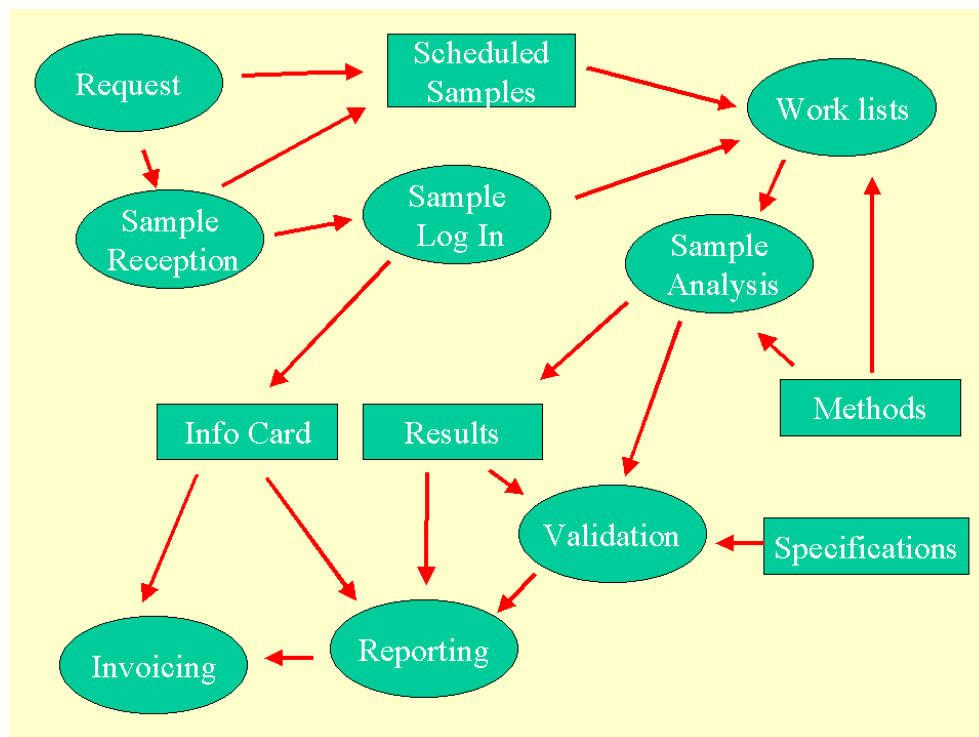 Request
Scheduled
Samples
Work lists
Sample
Reception
Sample
Log In
Sample
Analysis
Info Card
Results
Methods
Validation
Specifications
Invoicing
Reporting